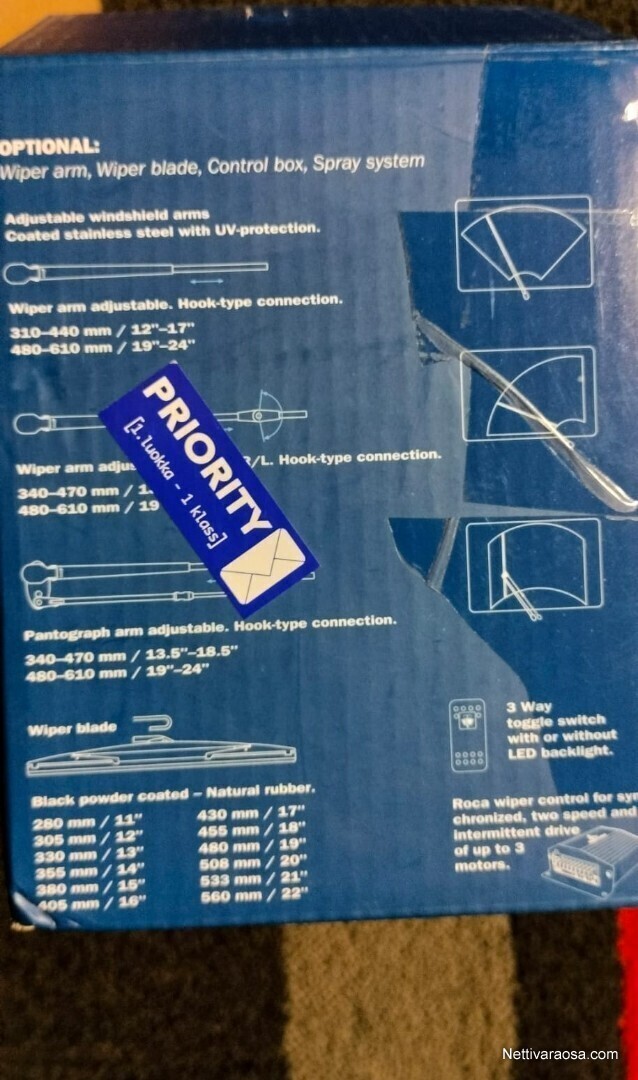 OPTIONAL:
Wiper arm, Wiper blade, Control box, Spray system
Adjustable windshield arms
Coated stainless steel with UV-protection.
Wiper arm adjustable. Hook-type connection.
310–440 mm / 12"–17"
480–610 mm / 19"–24"
PRIORITY
[1.luokka – 1 klass]
Wiper arm /L. Hook-type connection.
340–470 mm /
480–610 mm / 19
Pantograph arm adjustable. Hook-type connection.
340–470 mm / 13.5"–18.5"
480–610 mm / 19"–24"
Wiper blade
Black powder coated – Natural rubber.
280 mm / 11"
305 mm / 12"
330 mm / 13"
355 mm / 14"
380 mm / 15"
405 mm / 16"
430 mm / 17"
455 mm / 18"
480 mm / 19"
508 mm / 20"
533 mm / 21"
560 mm / 22"
3 Way
toggle switch
with or without
LED backlight.
Roca wiper control for
chronized, two speed and
intermittent drive
of up to 3
motors.
Nettivaraosa.com